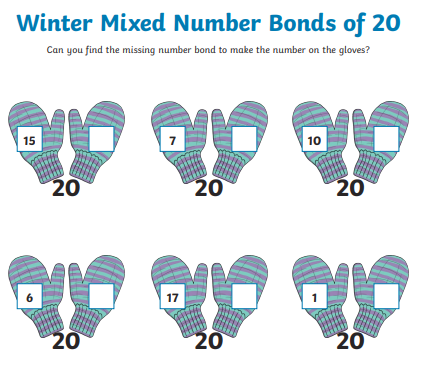 Winter Mixed Number Bonds of 20
Can you find the missing number bond to make the number on the gloves?
15 7 10
20 20 20
6 17 1
20 20 20